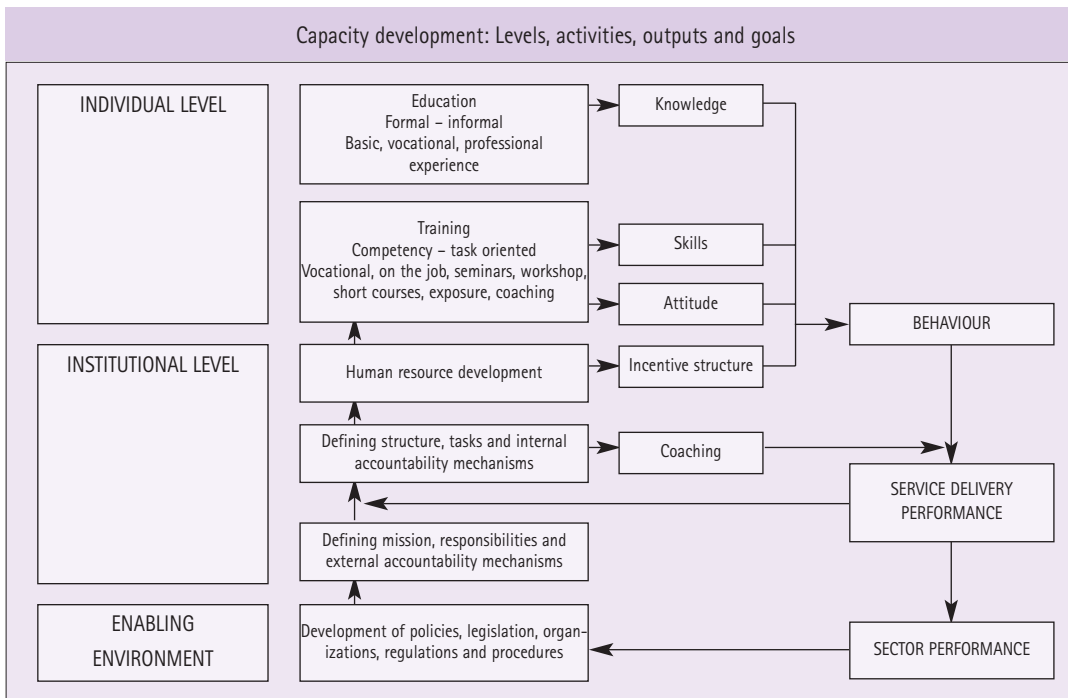 Capacity development: Levels, activities, outputs and goals
INDIVIDUAL LEVEL
Education
Formal – informal
Basic, vocational, professional
experience
Knowledge
Training
Competency – task oriented
Vocational, on the job, seminars, workshop,
short courses, exposure, coaching
Skills
Attitude
BEHAVIOUR
INSTITUTIONAL LEVEL
Human resource development
Incentive structure
Defining structure, tasks and internal
accountability mechanisms
Coaching
SERVICE DELIVERY
PERFORMANCE
Defining mission, responsibilities and
external accountability mechanisms
ENABLING
ENVIRONMENT
Development of policies, legislation, organ-
izations, regulations and procedures
SECTOR PERFORMANCE